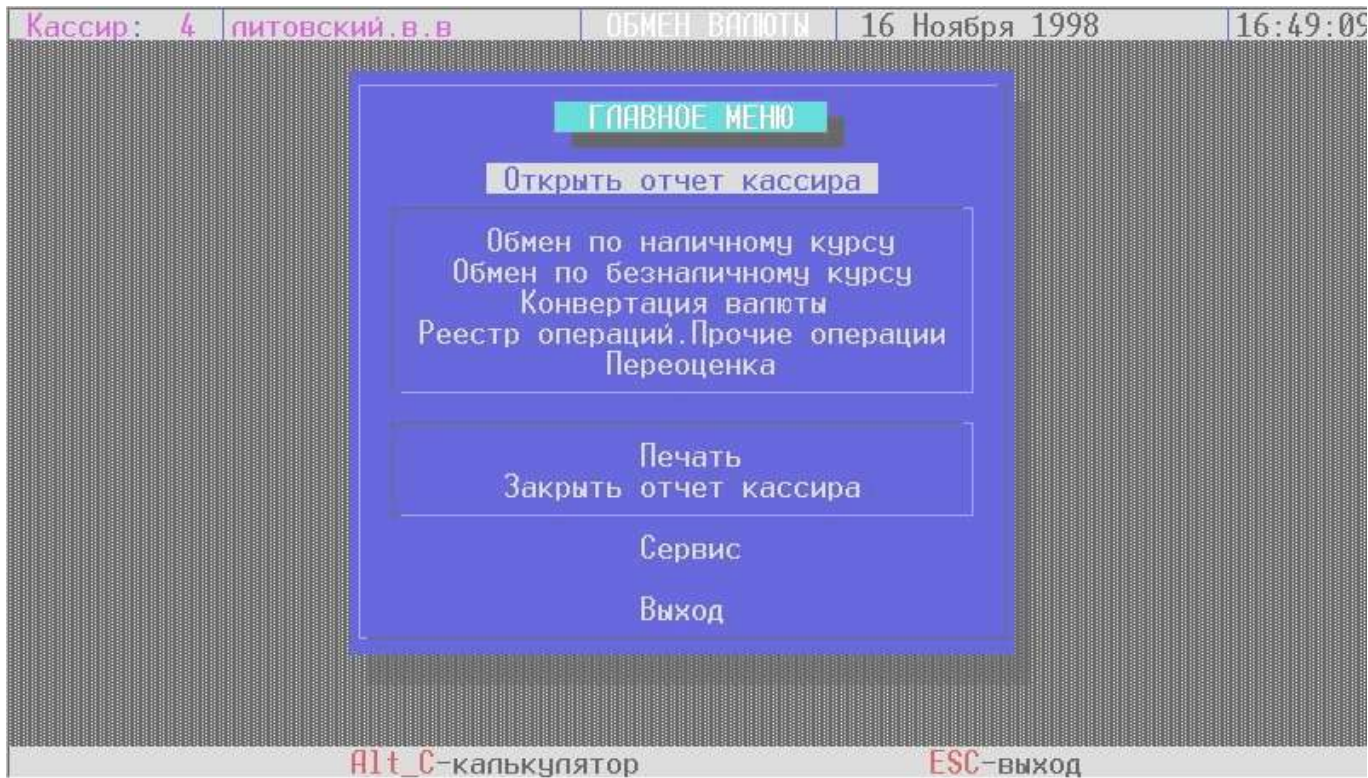 Кассир: 4 литовский.в.в ОБМЕН ВАЛЮТЫ 16 Ноября 1998 16:49:09
ГЛАВНОЕ МЕНЮ
Открыть отчет кассира
Обмен по наличному курсу
Обмен по безналичному курсу
Конвертация валюты
Реестр операций.Прочие операции
Переоценка
Печать
Закрыть отчет кассира
Сервис
Выход
Alt_C-калькулятор ESC-выход